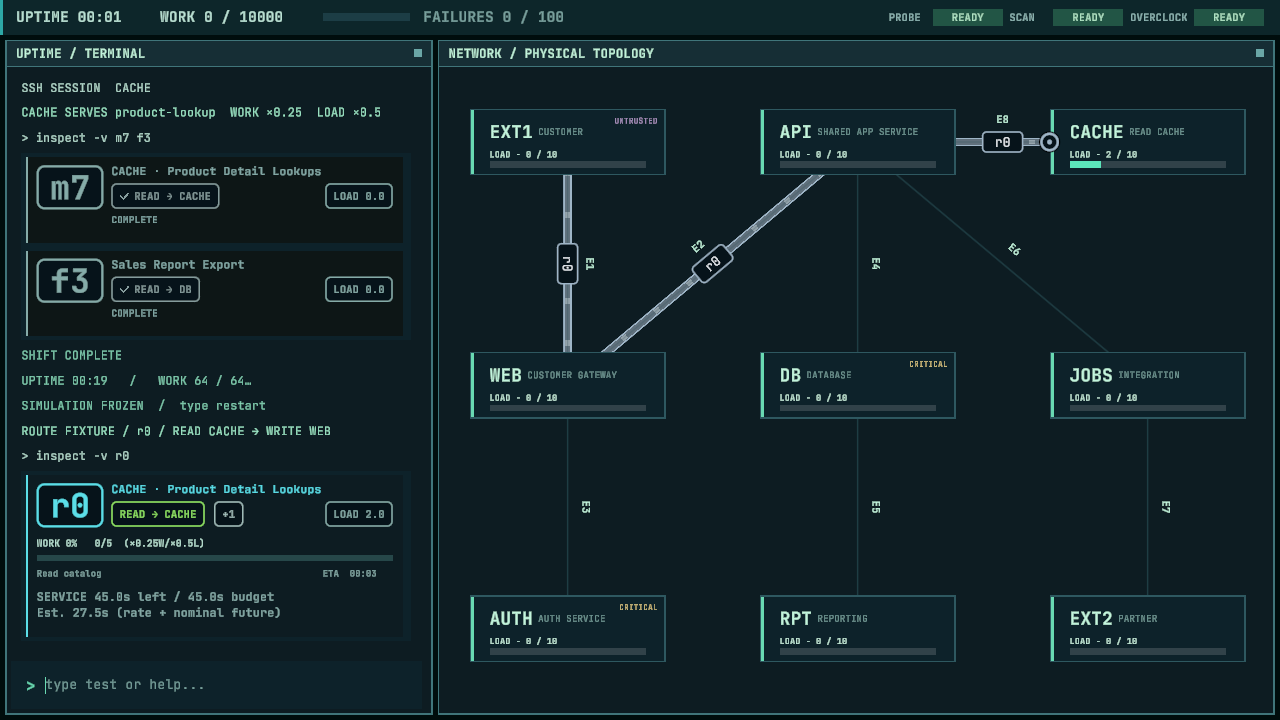 UPTIME 00:01 WORK 0 / 10000 FAILURES 0 / 100 PROBE READY SCAN READY OVERCLOCK READY
UPTIME / TERMINAL
SSH SESSION CACHE
CACHE SERVES product-lookup WORK ×0.25 LOAD ×0.5
> inspect -v m7 f3
m7 CACHE · Product Detail Lookups
✓ READ → CACHE LOAD 0.0
COMPLETE
f3 Sales Report Export
✓ READ → DB LOAD 0.0
COMPLETE
SHIFT COMPLETE
UPTIME 00:19 / WORK 64 / 64…
SIMULATION FROZEN / type restart
ROUTE FIXTURE / r0 / READ CACHE → WRITE WEB
> inspect -v r0
r0 CACHE · Product Detail Lookups
READ → CACHE +1 LOAD 2.0
WORK 0% 0/5 (×0.25W/×0.5L)
Read catalog ETA 00:03
SERVICE 45.0s left / 45.0s budget
Est. 27.5s (rate + nominal future)
> type test or help...
NETWORK / PHYSICAL TOPOLOGY
UNTRUSTED
EXT1 CUSTOMER
LOAD - 0 / 10
API SHARED APP SERVICE
LOAD - 0 / 10
E8
r0
CACHE READ CACHE
LOAD - 2 / 10
r0 E1
E2
r0
E4
E6
WEB CUSTOMER GATEWAY
LOAD - 0 / 10
CRITICAL
DB DATABASE
LOAD - 0 / 10
JOBS INTEGRATION
LOAD - 0 / 10
E3
E5
E7
CRITICAL
AUTH AUTH SERVICE
LOAD - 0 / 10
RPT REPORTING
LOAD - 0 / 10
EXT2 PARTNER
LOAD - 0 / 10